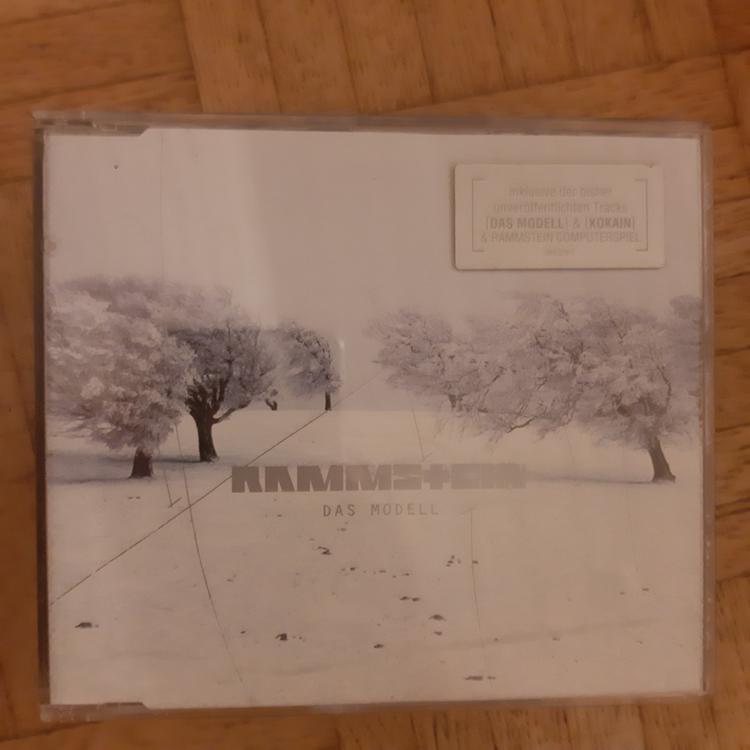 Inklusive der bisher
unveröffentlichten Tracks
[DAS MODELL] & [KOKAIN]
& RAMMSTEIN COMPUTERSPIEL
RAMMSTEIN
DAS MODELL